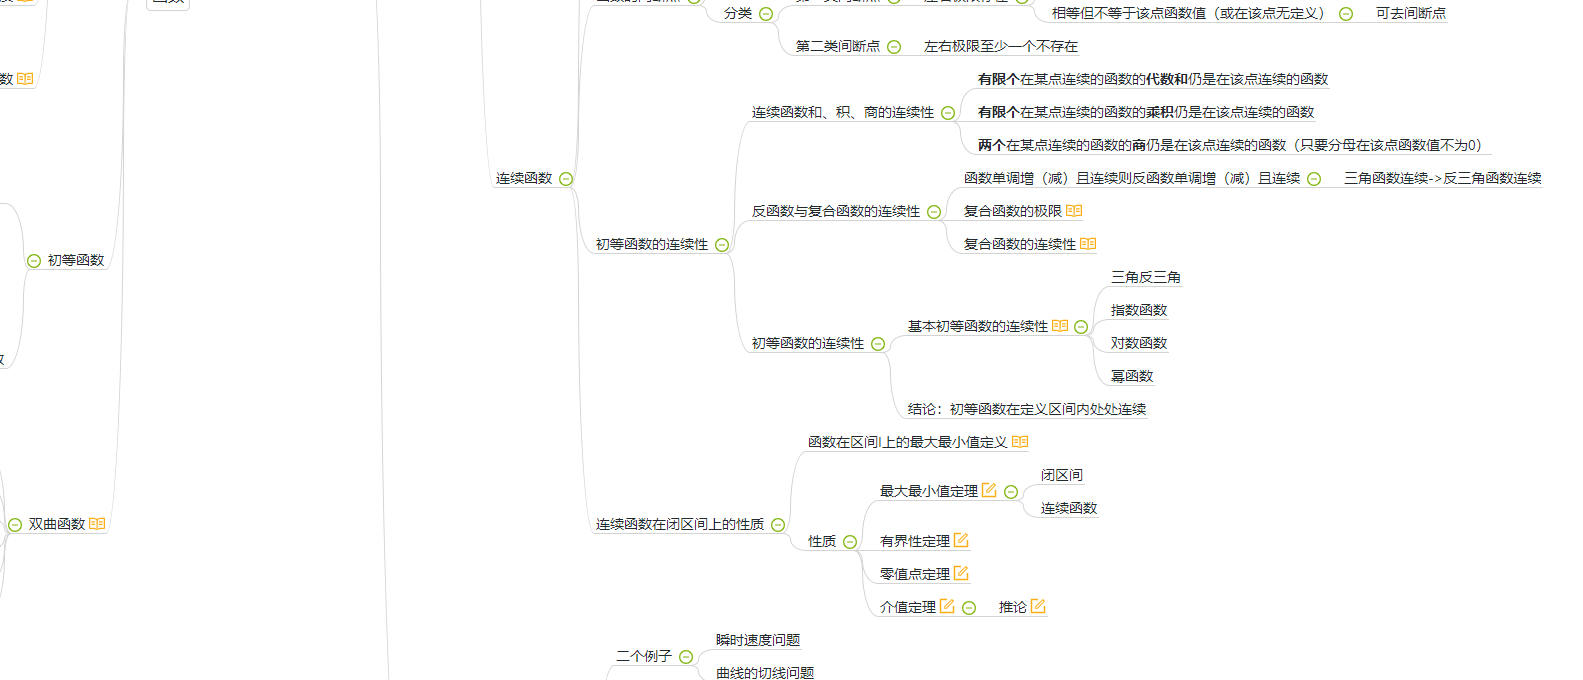 函数
分类
相等但不等于该点函数值（或在该点无定义）
可去间断点
第二类间断点
左右极限至少一个不存在
数
有限个在某点连续的函数的代数和仍是在该点连续的函数
连续函数和、积、商的连续性
有限个在某点连续的函数的乘积仍是在该点连续的函数
两个在某点连续的函数的商仍是在该点连续的函数（只要分母在该点函数值不为0）
连续函数
函数单调增（减）且连续则反函数单调增（减）且连续
三角函数连续->反三角函数连续
反函数与复合函数的连续性
复合函数的极限
初等函数的连续性
复合函数的连续性
初等函数
三角反三角
指数函数
基本初等函数的连续性
初等函数的连续性
对数函数
幂函数
结论：初等函数在定义区间内处处连续
函数在区间I上的最大最小值定义
闭区间
最大最小值定理
连续函数
双曲函数
连续函数在闭区间上的性质
性质
有界性定理
零值点定理
介值定理
推论
二个例子
瞬时速度问题
曲线的切线问题